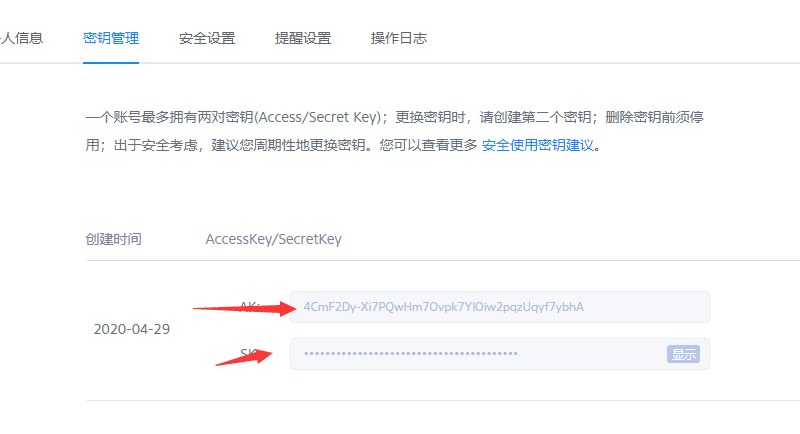 人信息 密钥管理 安全设置 提醒设置 操作日志
一个账号最多拥有两对密钥(Access/Secret Key)；更换密钥时，请创建第二个密钥；删除密钥前须停
用；出于安全考虑，建议您周期性地更换密钥。您可以查看更多 安全使用密钥建议。
创建时间 AccessKey/SecretKey
AK: 4CmF2Dy-Xi7PQwHm7Ovpk7YIOiw2pqzUqyf7ybhA
2020-04-29
SK ••••••••••••••••••••••••••••••••••••••••
显示